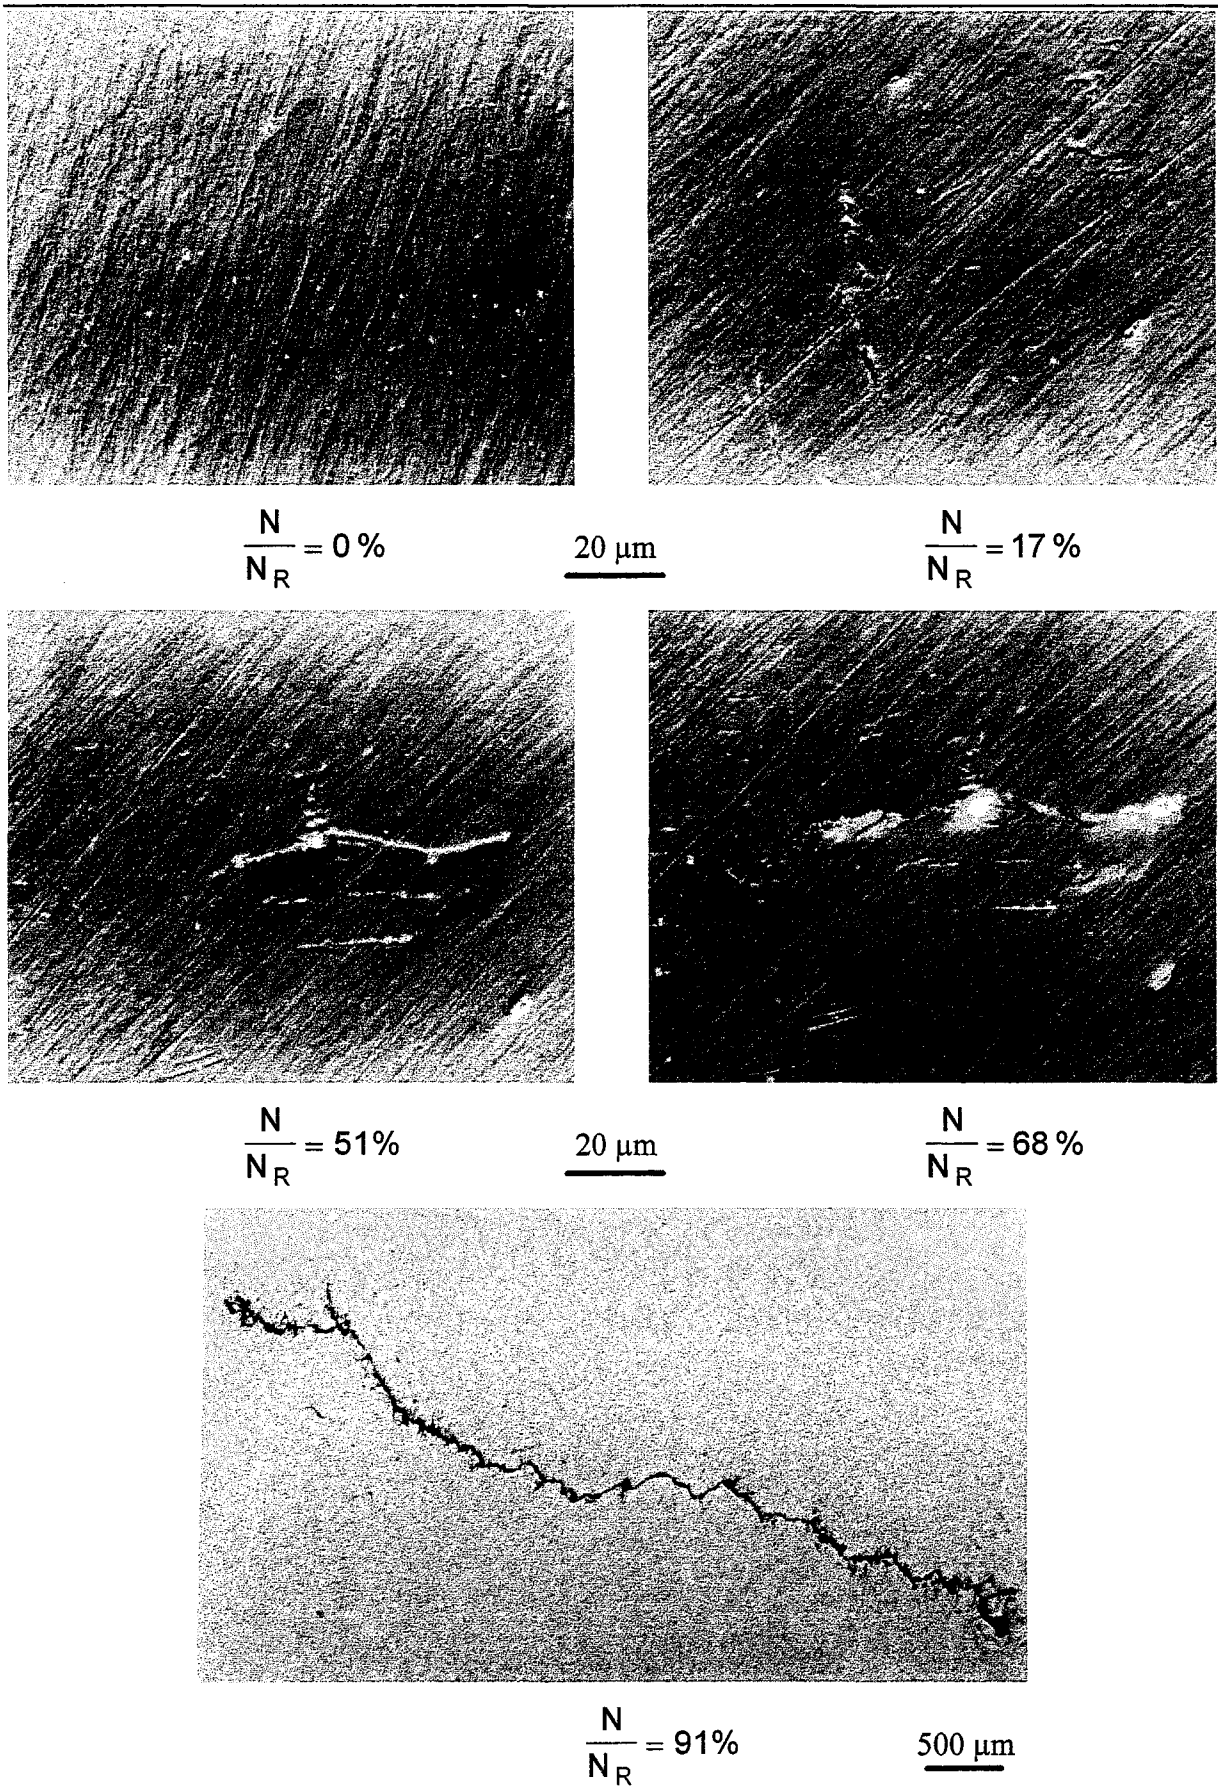 N/N_R = 0 %
20 µm
N/N_R = 17 %
N/N_R = 51%
20 µm
N/N_R = 68 %
N/N_R = 91%
500 µm